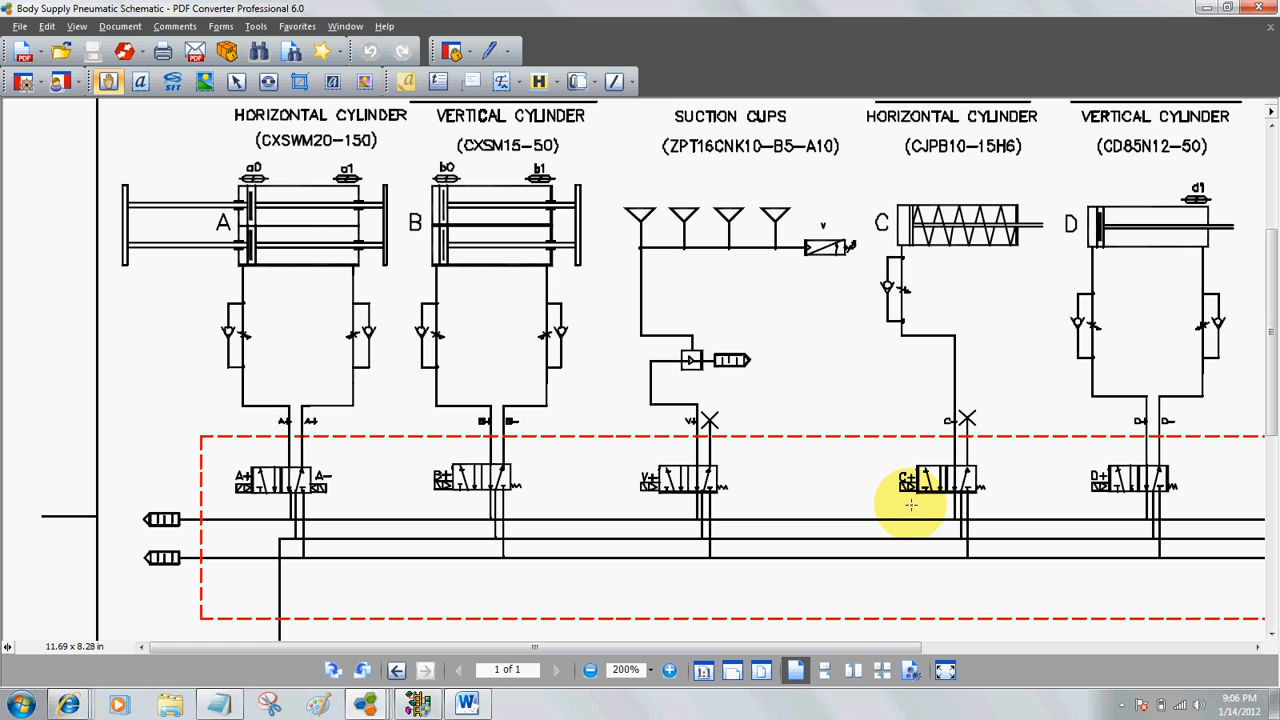 Body Supply Pneumatic Schematic - PDF Converter Professional 6.0
File Edit View Document Comments Forms Tools Favorites Window Help
HORIZONTAL CYLINDER
(CXSWM20-150)
VERTICAL CYLINDER
(CXSM15-50)
SUCTION CUPS
(ZPT16CNK10-B5-A10)
HORIZONTAL CYLINDER
(CJPB10-15H6)
VERTICAL CYLINDER
(CD85N12-50)
a0 a1 b0 b1 d1
A B v C D
A+ A- B+ V+ C+ D+
11.69 x 8.28 in
1 of 1
200%
9:06 PM
1/14/2012